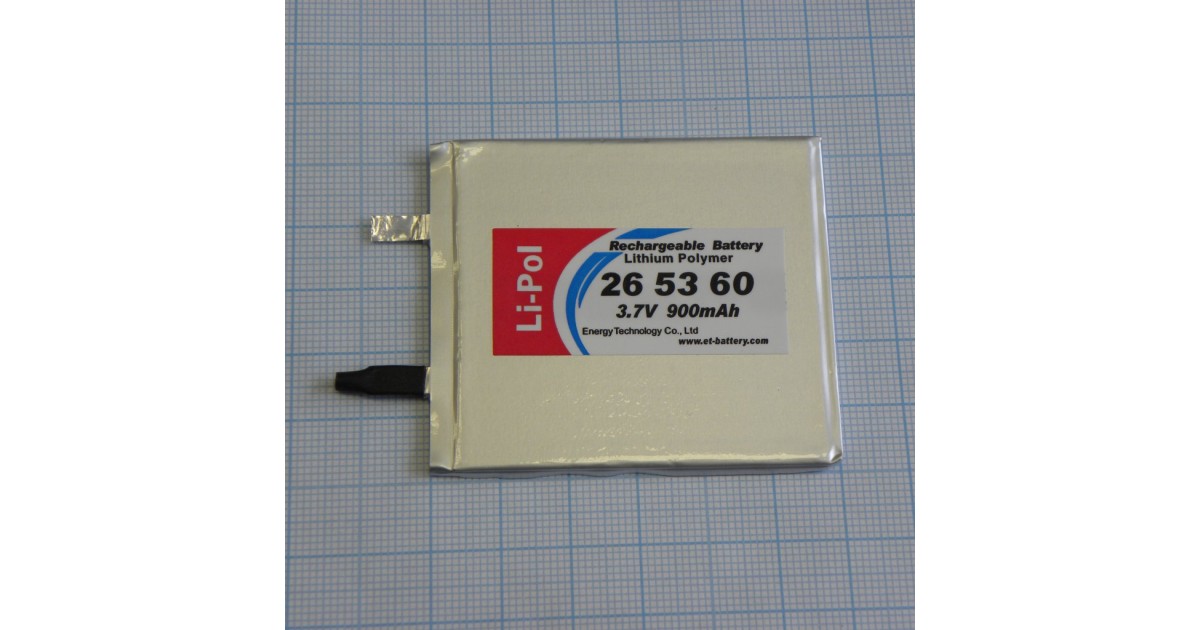 Li-Pol
Rechargeable Battery
Lithium Polymer
26 53 60
3.7V 900mAh
Energy Technology Co., Ltd
www.et-battery.com